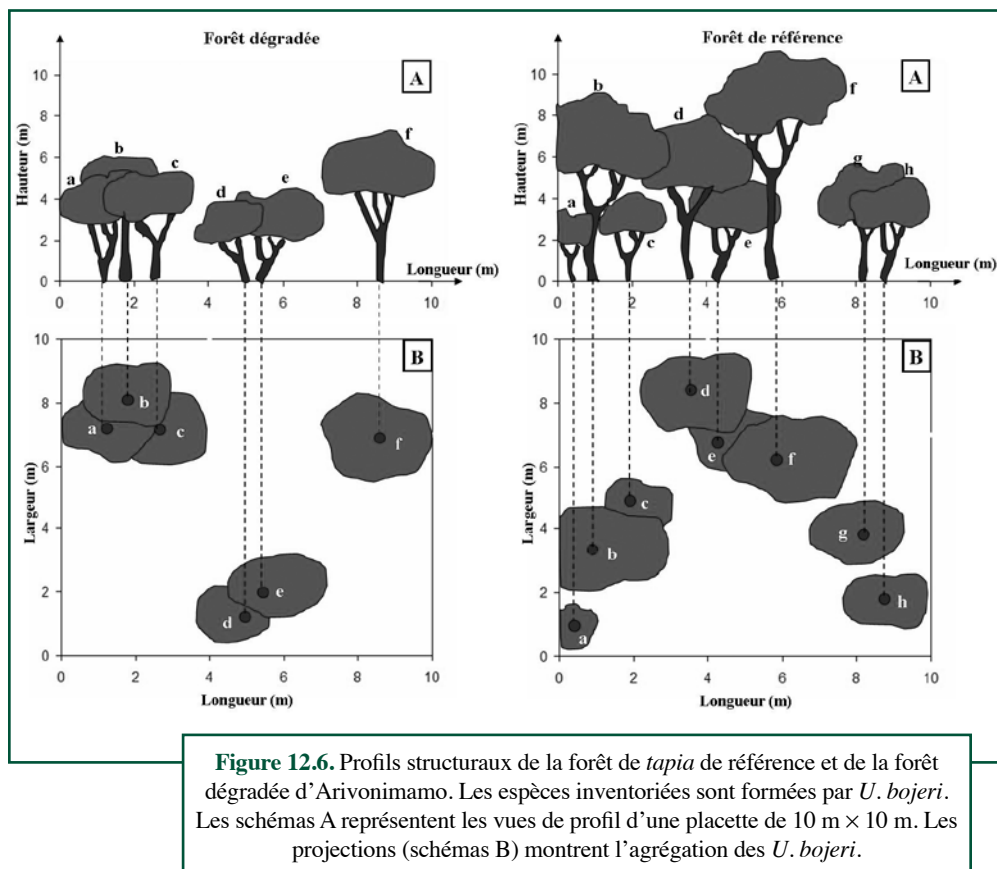 Forêt dégradée
A
Hauteur (m)
10
8
6
4
2
0
a
b
c
d
e
f
Longueur (m)
0 2 4 6 8 10
B
Largeur (m)
10
8
6
4
2
0
a
b
c
d
e
f
0 2 4 6 8 10
Longueur (m)
Forêt de référence
A
Hauteur (m)
10
8
6
4
2
0
a
b
c
d
e
f
g
h
Longueur (m)
0 2 4 6 8 10
B
Largeur (m)
10
8
6
4
2
0
a
b
c
d
e
f
g
h
0 2 4 6 8 10
Longueur (m)
Figure 12.6. Profils structuraux de la forêt de tapia de référence et de la forêt
dégradée d’Arivonimamo. Les espèces inventoriées sont formées par U. bojeri.
Les schémas A représentent les vues de profil d’une placette de 10 m × 10 m. Les
projections (schémas B) montrent l’agrégation des U. bojeri.